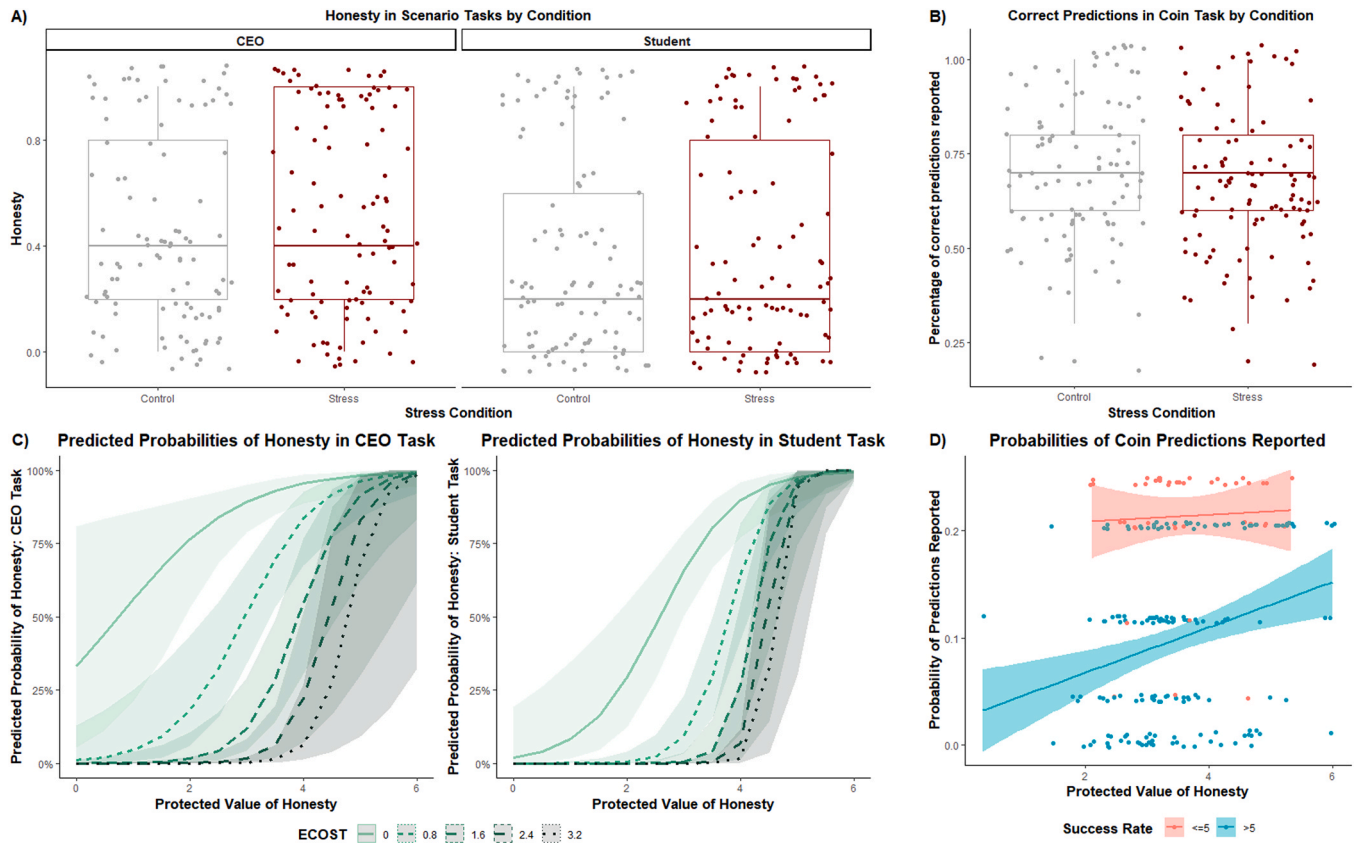 A)
Honesty in Scenario Tasks by Condition
CEO
Student
Honesty
0.8
0.4
0.0
Control
Stress
Control
Stress
Stress Condition
B)
Correct Predictions in Coin Task by Condition
Percentage of correct predictions reported
1.00
0.75
0.50
0.25
Control
Stress
Stress Condition
C)
Predicted Probabilities of Honesty in CEO Task
Predicted Probability of Honesty: CEO Task
100%
75%
50%
25%
0%
0
2
4
6
Protected Value of Honesty
Predicted Probabilities of Honesty in Student Task
Predicted Probability of Honesty: Student Task
100%
75%
50%
25%
0%
0
2
4
6
Protected Value of Honesty
ECOST
0
0.8
1.6
2.4
3.2
D)
Probabilities of Coin Predictions Reported
Probability of Predictions Reported
0.2
0.1
0.0
2
4
6
Protected Value of Honesty
Success Rate
<=5
>5